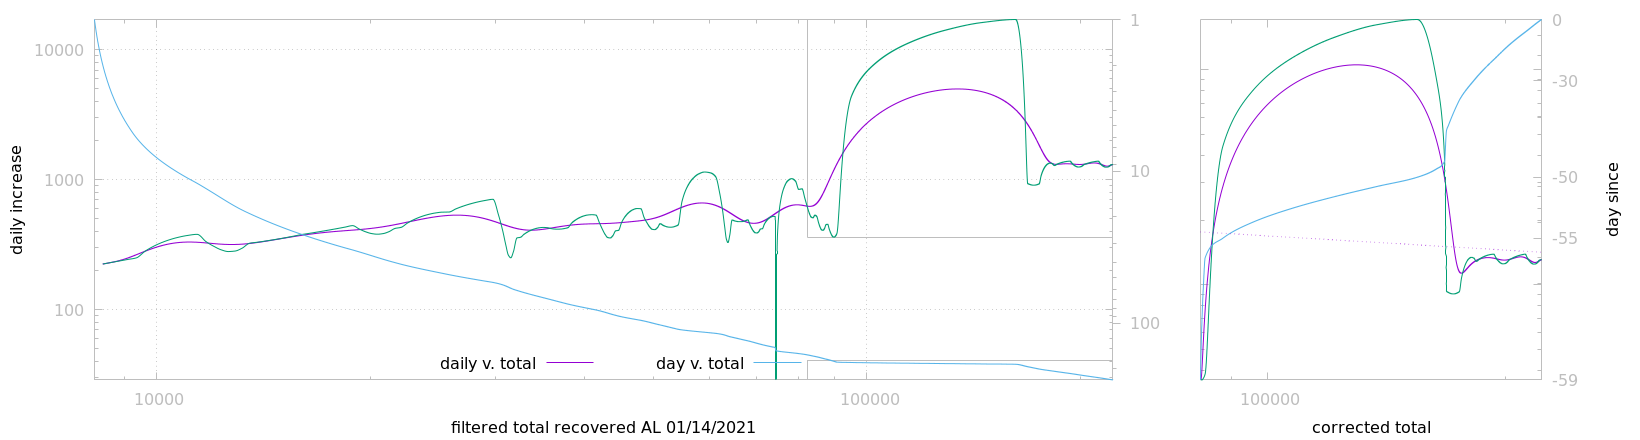 10000
1000
100
daily increase
10000
100000
filtered total recovered AL 01/14/2021
daily v. total
day v. total
1
10
100
100000
corrected total
0
-30
-50
-55
-59
day since